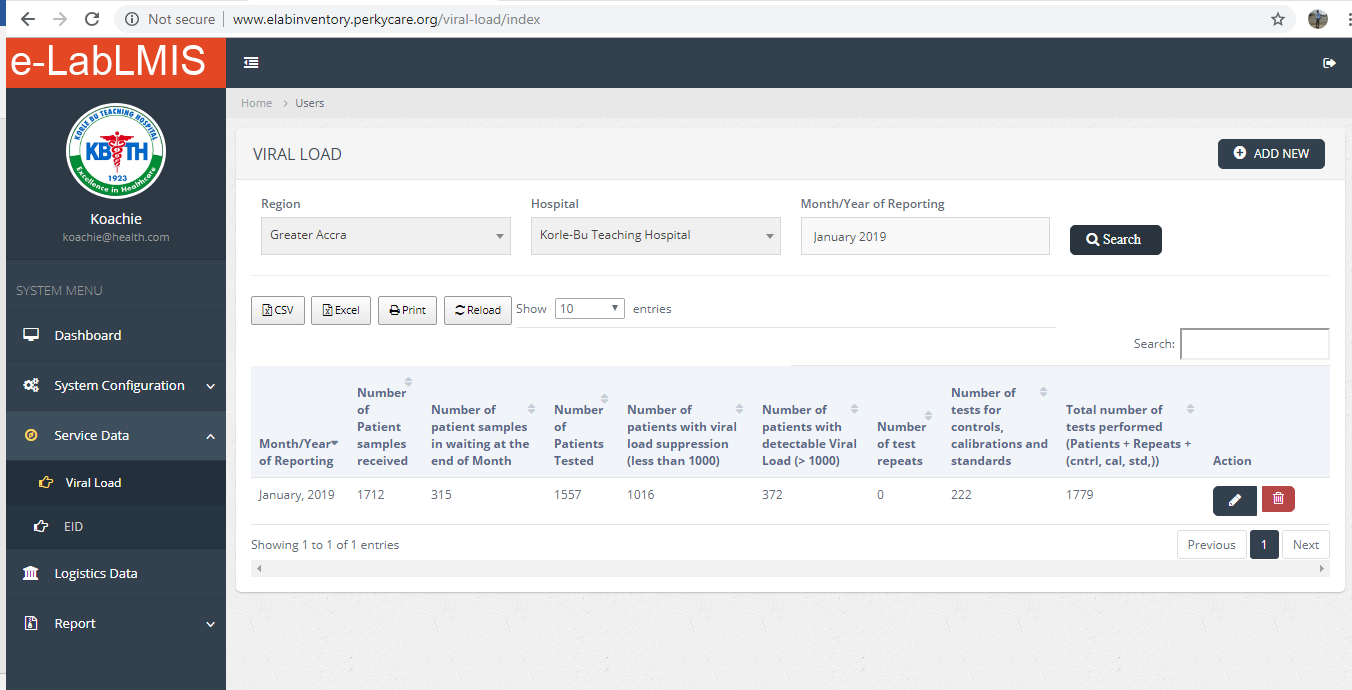 Not secure | www.elabinventory.perkycare.org/viral-load/index
e-LabLMIS
KORLE BU TEACHING HOSPITAL
KBTH
1923
Excellence in Healthcare
Koachie
koachie@health.com
SYSTEM MENU
Dashboard
System Configuration
Service Data
Viral Load
EID
Logistics Data
Report
Home > Users
VIRAL LOAD
ADD NEW
Region
Greater Accra
Hospital
Korle-Bu Teaching Hospital
Month/Year of Reporting
January 2019
Search
CSV
Excel
Print
Reload
Show 10 entries
Search:
Month/Year
of Reporting
Number
of
Patient
samples
received
Number of
patient samples
in waiting at the
end of Month
Number
of
Patients
Tested
Number of
patients with viral
load suppression
(less than 1000)
Number of
patients with
detectable Viral
Load (> 1000)
Number
of test
repeats
Number of
tests for
controls,
calibrations and
standards
Total number of
tests performed
(Patients + Repeats +
(cntrl, cal, std,))
Action
January, 2019 1712 315 1557 1016 372 0 222 1779
Showing 1 to 1 of 1 entries
Previous 1 Next